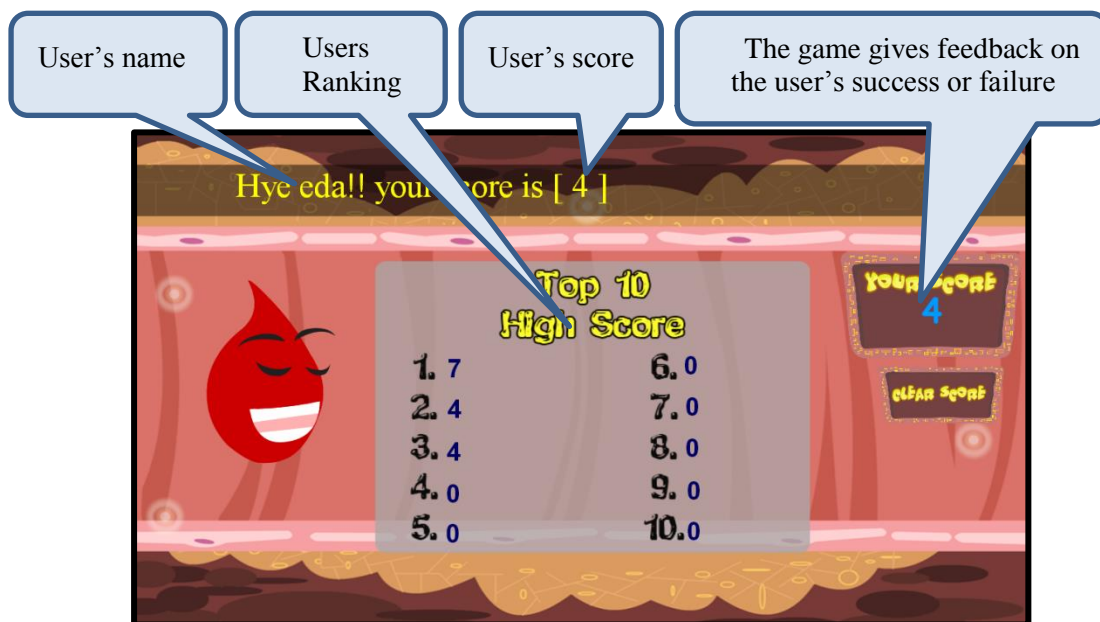 User’s name
Users
Ranking
User’s score
The game gives feedback on
the user’s success or failure
Hye eda!! your score is [ 4 ]
Top 10
High Score
1. 7
2. 4
3. 4
4. 0
5. 0
6. 0
7. 0
8. 0
9. 0
10. 0
YOUR SCORE
4
CLEAR SCORE